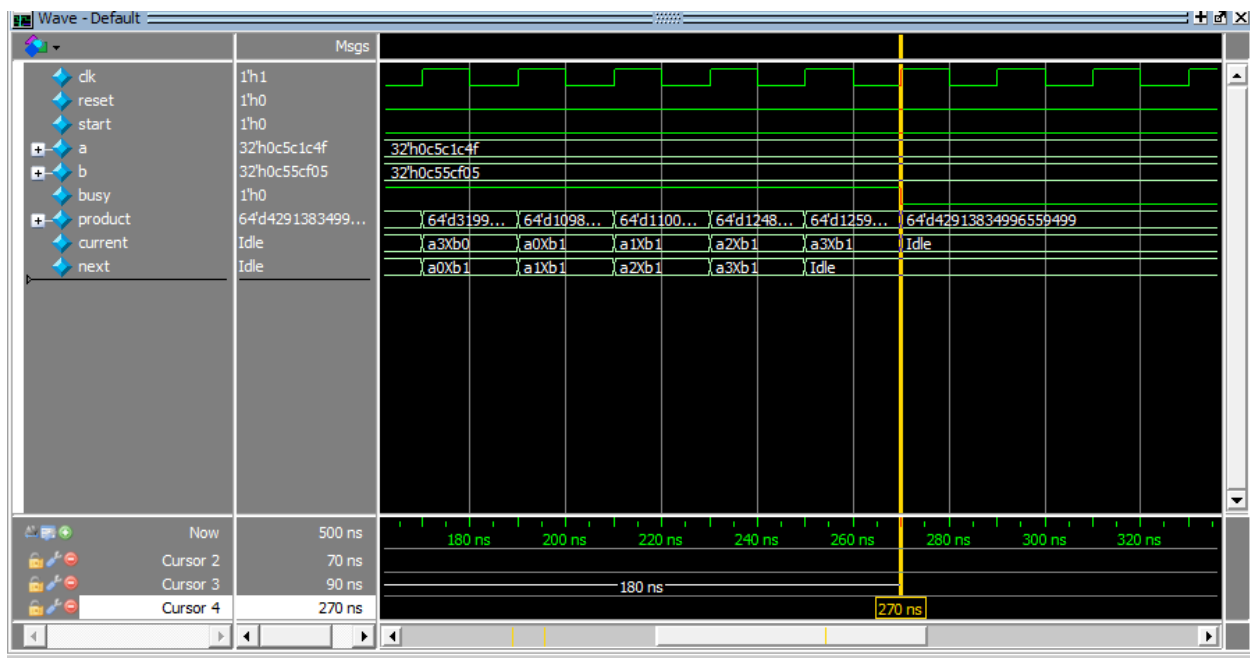 Wave - Default
Msgs
clk 1'h1
reset 1'h0
start 1'h0
a 32'h0c5c1c4f 32'h0c5c1c4f
b 32'h0c55cf05 32'h0c55cf05
busy 1'h0
product 64'd4291383499... 64'd3199... 64'd1098... 64'd1100... 64'd1248... 64'd1259... 64'd42913834996559499
current Idle a3Xb0 a0Xb1 a1Xb1 a2Xb1 a3Xb1 Idle
next Idle a0Xb1 a1Xb1 a2Xb1 a3Xb1 Idle
Now 500 ns 180 ns 200 ns 220 ns 240 ns 260 ns 280 ns 300 ns 320 ns
Cursor 2 70 ns
Cursor 3 90 ns 180 ns
Cursor 4 270 ns 270 ns